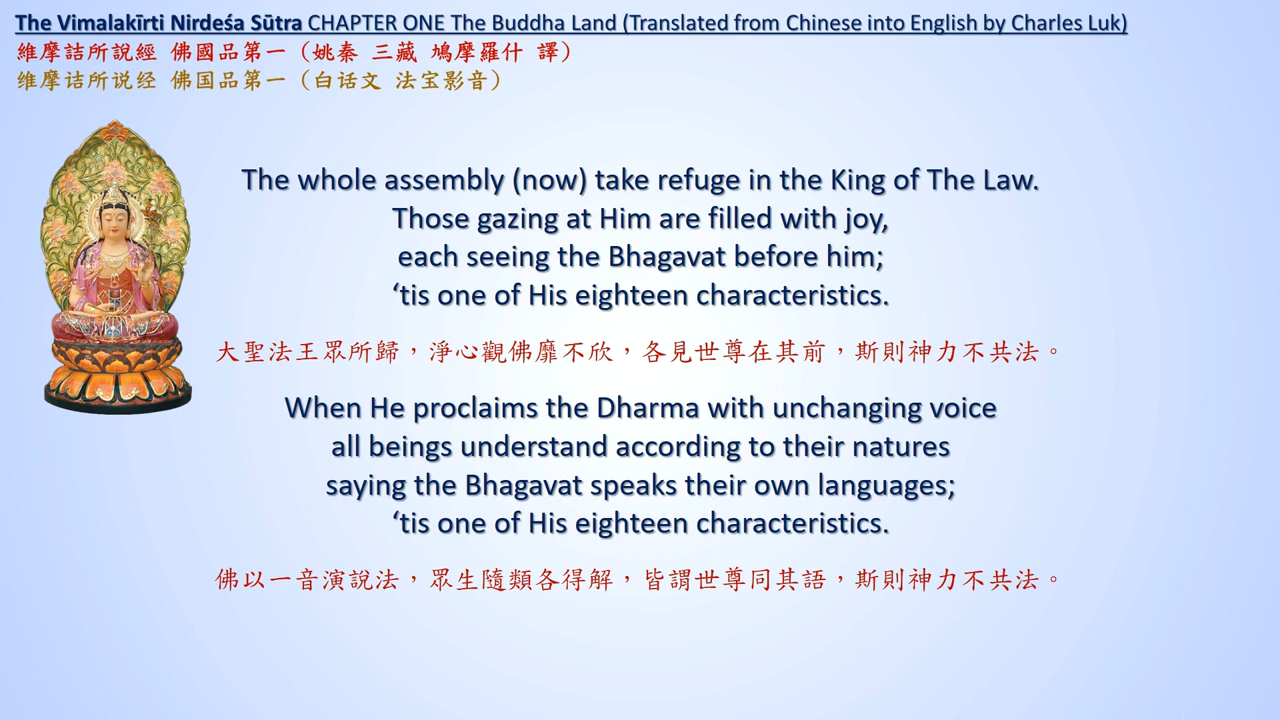 The Vimalakīrti Nirdeśa Sūtra CHAPTER ONE The Buddha Land (Translated from Chinese into English by Charles Luk)
維摩詰所說經 佛國品第一（姚秦 三藏 鳩摩羅什 譯）
维摩诘所说经 佛国品第一（白话文 法宝影音）
The whole assembly (now) take refuge in the King of The Law.
Those gazing at Him are filled with joy,
each seeing the Bhagavat before him;
‘tis one of His eighteen characteristics.
大聖法王眾所歸，淨心觀佛靡不欣，各見世尊在其前，斯則神力不共法。
When He proclaims the Dharma with unchanging voice
all beings understand according to their natures
saying the Bhagavat speaks their own languages;
‘tis one of His eighteen characteristics.
佛以一音演說法，眾生隨類各得解，皆謂世尊同其語，斯則神力不共法。